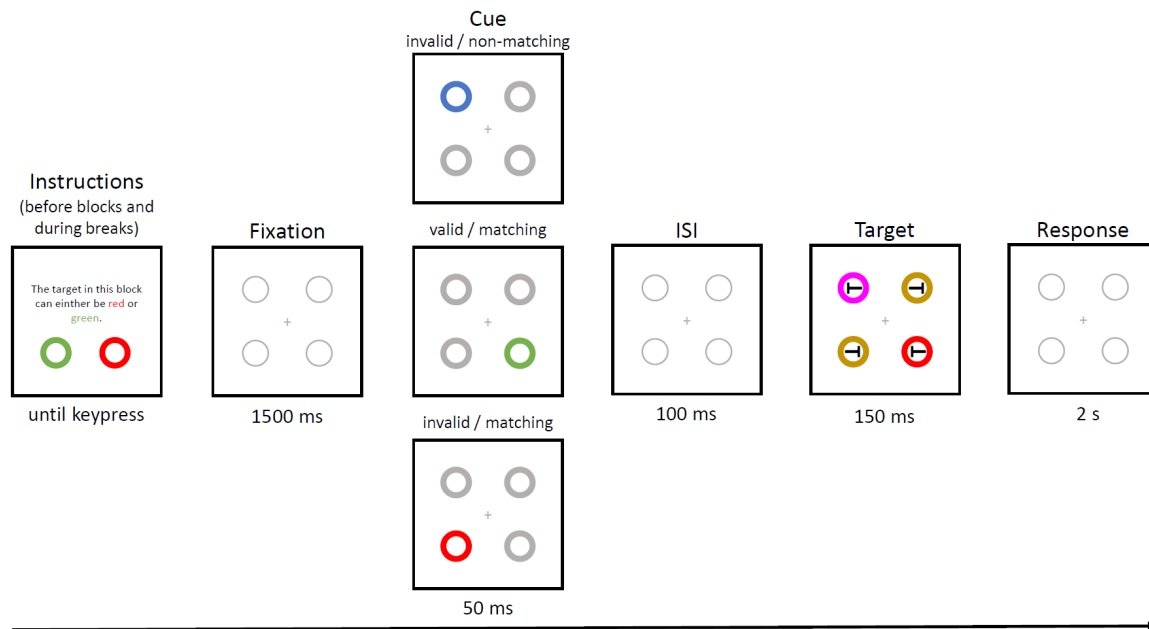 Instructions
(before blocks and
during breaks)
The target in this block
can einther be red or
green.
until keypress
Fixation
1500 ms
Cue
invalid / non-matching
valid / matching
invalid / matching
50 ms
ISI
100 ms
Target
T
T
T
T
150 ms
Response
2 s